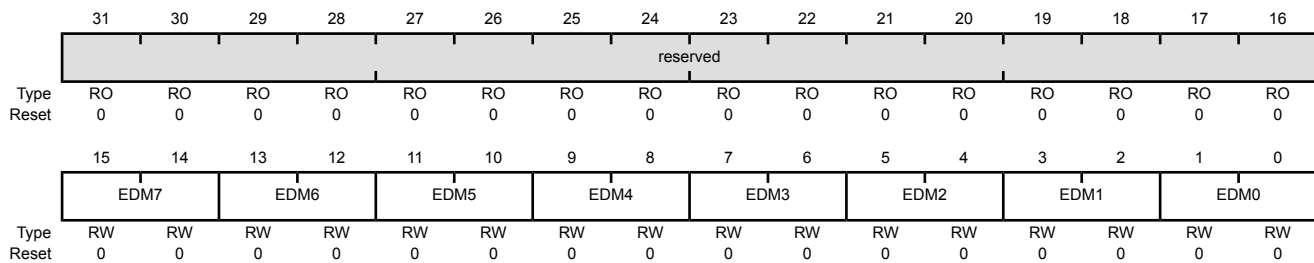 31 30 29 28 27 26 25 24 23 22 21 20 19 18 17 16
reserved
Type RO RO RO RO RO RO RO RO RO RO RO RO RO RO RO RO
Reset 0 0 0 0 0 0 0 0 0 0 0 0 0 0 0 0
15 14 13 12 11 10 9 8 7 6 5 4 3 2 1 0
EDM7 EDM6 EDM5 EDM4 EDM3 EDM2 EDM1 EDM0
Type RW RW RW RW RW RW RW RW RW RW RW RW RW RW RW RW
Reset 0 0 0 0 0 0 0 0 0 0 0 0 0 0 0 0